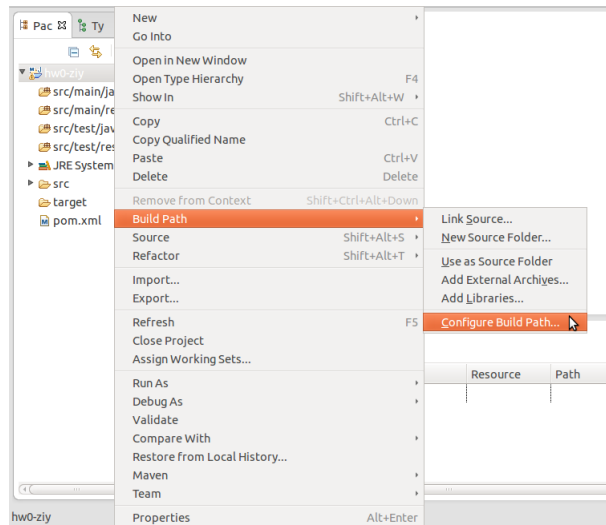 Pac
Ty
hw0-ziy
src/main/ja
src/main/re
src/test/jav
src/test/res
JRE System
src
target
pom.xml
New
Go Into
Open in New Window
Open Type Hierarchy F4
Show In Shift+Alt+W
Copy Ctrl+C
Copy Qualified Name
Paste Ctrl+V
Delete Delete
Remove from Context Shift+Ctrl+Alt+Down
Build Path
Source Shift+Alt+S
Refactor Shift+Alt+T
Import...
Export...
Refresh F5
Close Project
Assign Working Sets...
Run As
Debug As
Validate
Compare With
Restore from Local History...
Maven
Team
Properties Alt+Enter
Link Source...
New Source Folder...
Use as Source Folder
Add External Archives...
Add Libraries...
Configure Build Path...
Resource Path
hw0-ziy